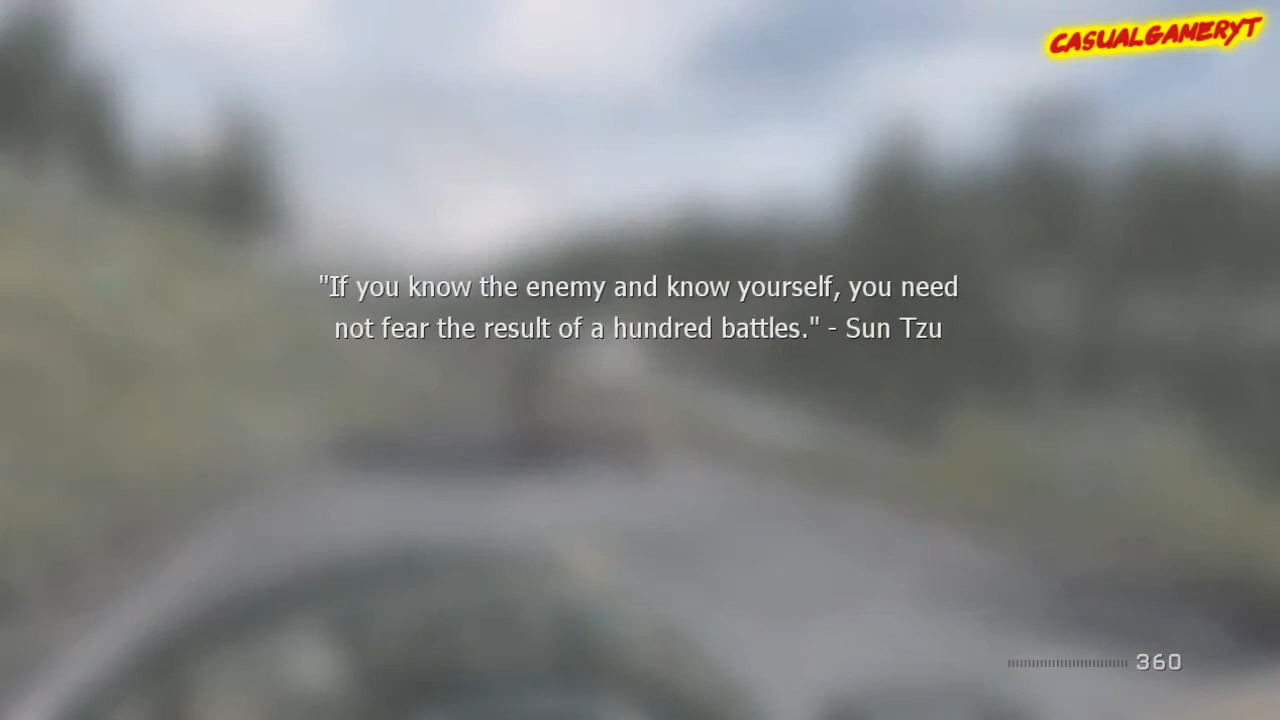 CASUALGAMERYT
"If you know the enemy and know yourself, you need
not fear the result of a hundred battles." - Sun Tzu
360